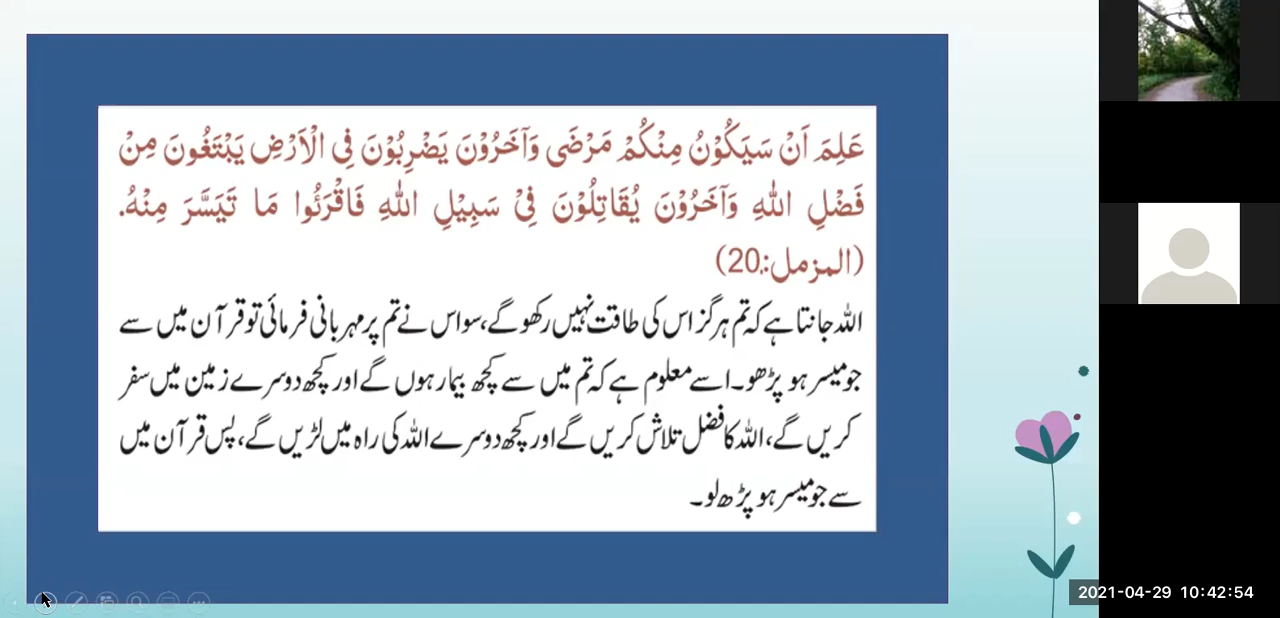 عَلِمَ اَنْ سَيَكُوْنُ مِنْكُمْ مَرْضَى وَآخَرُوْنَ يَضْرِبُوْنَ فِى الْاَرْضِ يَبْتَغُونَ مِنْ
فَضْلِ اللهِ وَآخَرُوْنَ يُقَاتِلُوْنَ فِىْ سَبِيْلِ اللهِ فَاقْرَئُوا مَا تَيَسَّرَ مِنْهُ.
(المزمل:20)
اللہ جانتا ہے کہ تم ہرگز اس کی طاقت نہیں رکھو گے، سو اس نے تم پر مہربانی فرمائی تو قرآن میں سے
جو میسر ہو پڑھو۔ اسے معلوم ہے کہ تم میں سے کچھ بیمار ہوں گے اور کچھ دوسرے زمین میں سفر
کریں گے، اللہ کا فضل تلاش کریں گے اور کچھ دوسرے اللہ کی راہ میں لڑیں گے، پس قرآن میں
سے جو میسر ہو پڑھ لو۔
2021-04-29 10:42:54